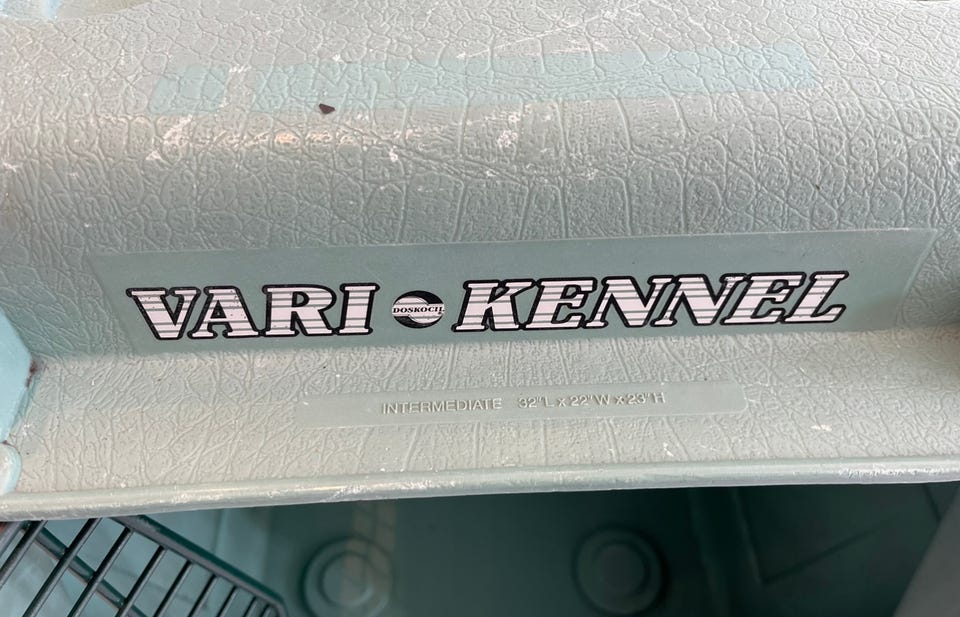 VARI DOSKOCIL KENNEL
INTERMEDIATE 32"L x 22"W x 23"H